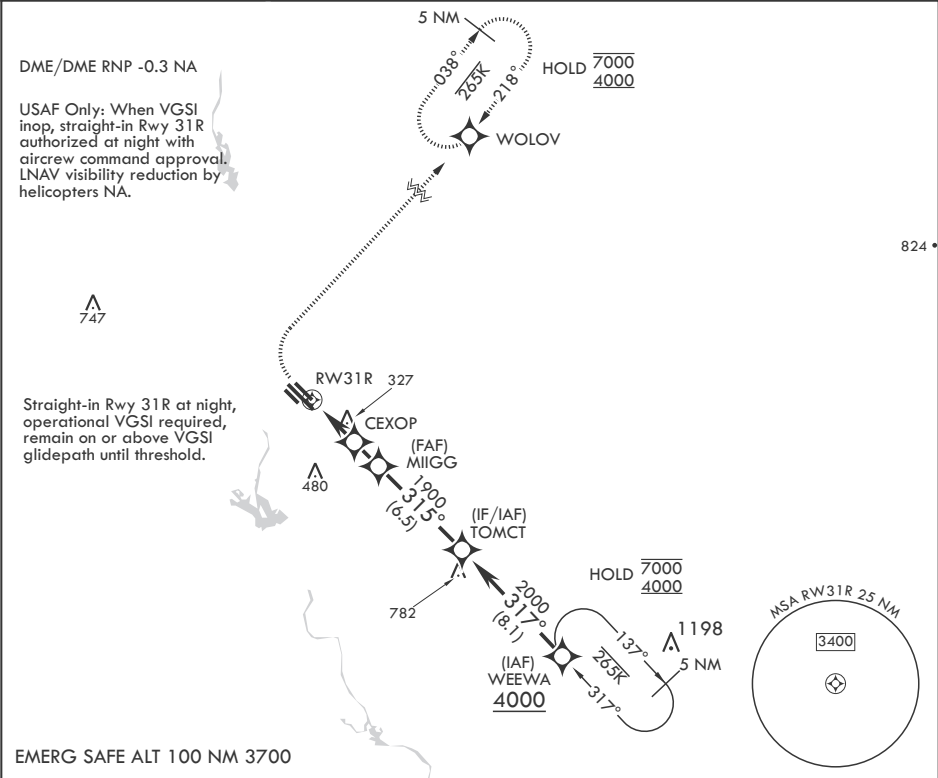 5 NM
DME/DME RNP -0.3 NA
HOLD 7000
4000
038°
265K
218°
USAF Only: When VGSI
inop, straight-in Rwy 31R
authorized at night with
aircrew command approval.
LNAV visibility reduction by
helicopters NA.
WOLOV
824
747
RW31R
327
Straight-in Rwy 31R at night,
operational VGSI required,
remain on or above VGSI
glidepath until threshold.
CEXOP
(FAF)
MIIGG
480
1900
315°
(6.5)
(IF/IAF)
TOMCT
HOLD 7000
4000
782
2000
317°
(8.1)
137°
265K
317°
1198
5 NM
(IAF)
WEEWA
4000
MSA RW31R 25 NM
3400
EMERG SAFE ALT 100 NM 3700